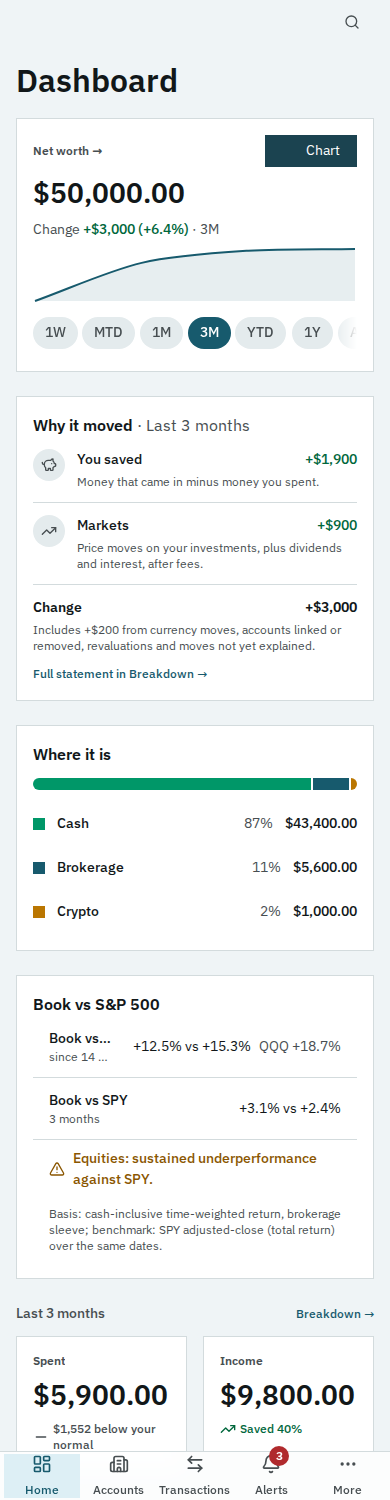 Dashboard
Net worth →
Chart
$50,000.00
Change +$3,000 (+6.4%) · 3M
1W MTD 1M 3M YTD 1Y
Why it moved · Last 3 months
You saved +$1,900
Money that came in minus money you spent.
Markets +$900
Price moves on your investments, plus dividends
and interest, after fees.
Change +$3,000
Includes +$200 from currency moves, accounts linked or
removed, revaluations and moves not yet explained.
Full statement in Breakdown →
Where it is
Cash 87% $43,400.00
Brokerage 11% $5,600.00
Crypto 2% $1,000.00
Book vs S&P 500
Book vs... +12.5% vs +15.3% QQQ +18.7%
since 14 ...
Book vs SPY +3.1% vs +2.4%
3 months
Equities: sustained underperformance
against SPY.
Basis: cash-inclusive time-weighted return, brokerage
sleeve; benchmark: SPY adjusted-close (total return)
over the same dates.
Last 3 months Breakdown →
Spent
$5,900.00
$1,552 below your
normal
Income
$9,800.00
Saved 40%
3
Home Accounts Transactions Alerts More